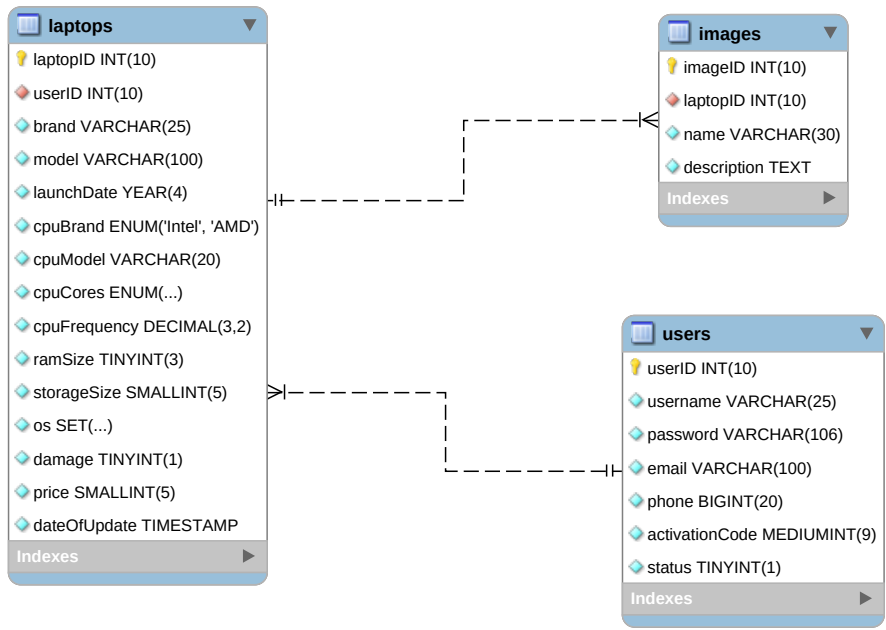 laptops
laptopID INT(10)
userID INT(10)
brand VARCHAR(25)
model VARCHAR(100)
launchDate YEAR(4)
cpuBrand ENUM('Intel', 'AMD')
cpuModel VARCHAR(20)
cpuCores ENUM(...)
cpuFrequency DECIMAL(3,2)
ramSize TINYINT(3)
storageSize SMALLINT(5)
os SET(...)
damage TINYINT(1)
price SMALLINT(5)
dateOfUpdate TIMESTAMP
Indexes
images
imageID INT(10)
laptopID INT(10)
name VARCHAR(30)
description TEXT
Indexes
users
userID INT(10)
username VARCHAR(25)
password VARCHAR(106)
email VARCHAR(100)
phone BIGINT(20)
activationCode MEDIUMINT(9)
status TINYINT(1)
Indexes